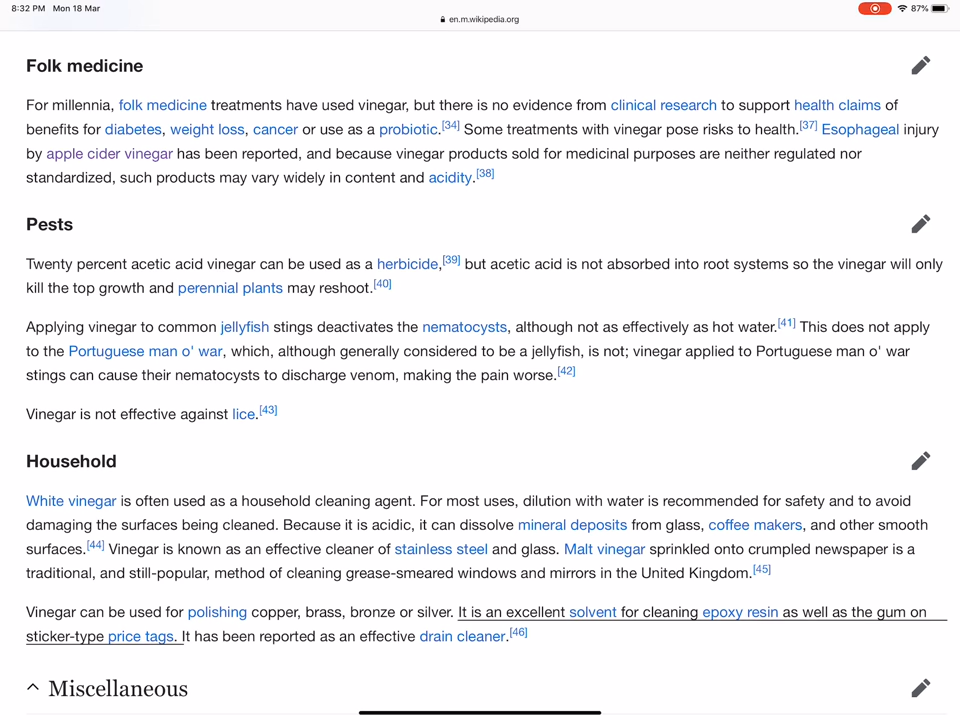 8:32 PM Mon 18 Mar
87%
en.m.wikipedia.org
Folk medicine
For millennia, folk medicine treatments have used vinegar, but there is no evidence from clinical research to support health claims of
benefits for diabetes, weight loss, cancer or use as a probiotic.[34] Some treatments with vinegar pose risks to health.[37] Esophageal injury
by apple cider vinegar has been reported, and because vinegar products sold for medicinal purposes are neither regulated nor
standardized, such products may vary widely in content and acidity.[38]
Pests
Twenty percent acetic acid vinegar can be used as a herbicide,[39] but acetic acid is not absorbed into root systems so the vinegar will only
kill the top growth and perennial plants may reshoot.[40]
Applying vinegar to common jellyfish stings deactivates the nematocysts, although not as effectively as hot water.[41] This does not apply
to the Portuguese man o' war, which, although generally considered to be a jellyfish, is not; vinegar applied to Portuguese man o' war
stings can cause their nematocysts to discharge venom, making the pain worse.[42]
Vinegar is not effective against lice.[43]
Household
White vinegar is often used as a household cleaning agent. For most uses, dilution with water is recommended for safety and to avoid
damaging the surfaces being cleaned. Because it is acidic, it can dissolve mineral deposits from glass, coffee makers, and other smooth
surfaces.[44] Vinegar is known as an effective cleaner of stainless steel and glass. Malt vinegar sprinkled onto crumpled newspaper is a
traditional, and still-popular, method of cleaning grease-smeared windows and mirrors in the United Kingdom.[45]
Vinegar can be used for polishing copper, brass, bronze or silver. It is an excellent solvent for cleaning epoxy resin as well as the gum on
sticker-type price tags. It has been reported as an effective drain cleaner.[46]
Miscellaneous